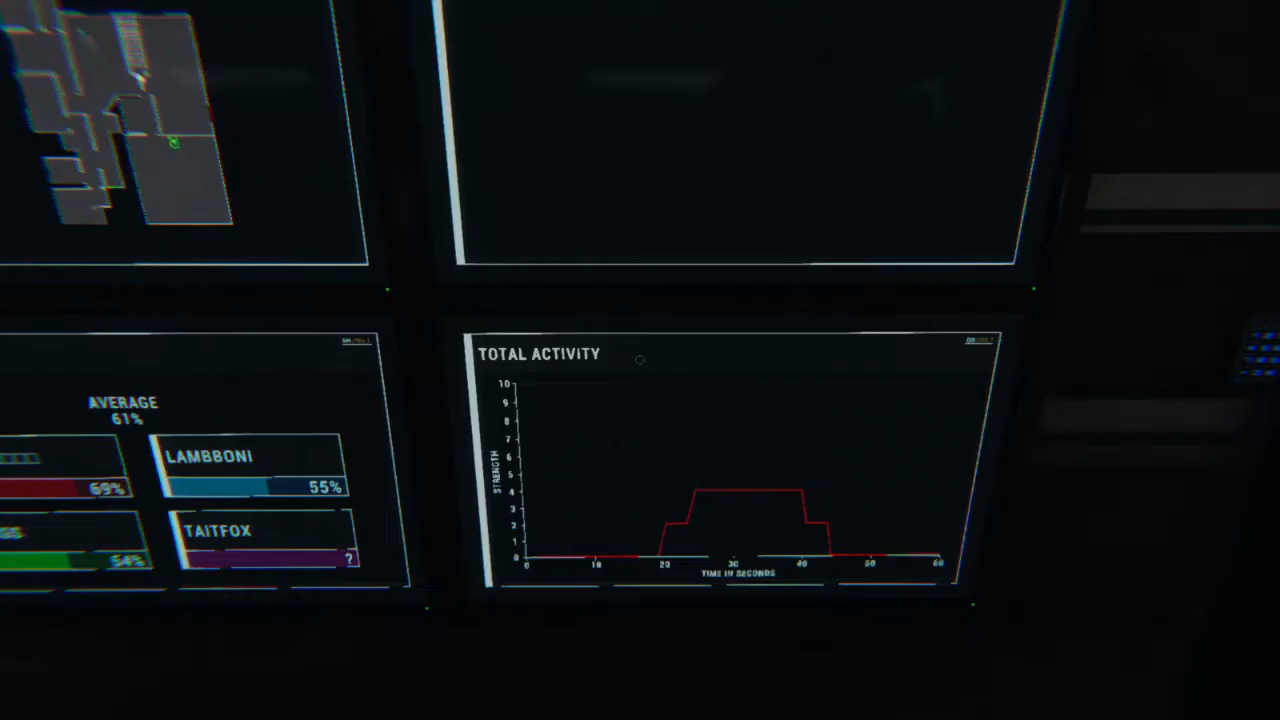 AVERAGE
61%
LAMBBONI
69%
55%
TAITFOX
54%
?
TOTAL ACTIVITY
10
9
8
7
6
5
4
3
2
1
0
STRENGTH
0 10 20 30 40 50 60
TIME IN SECONDS